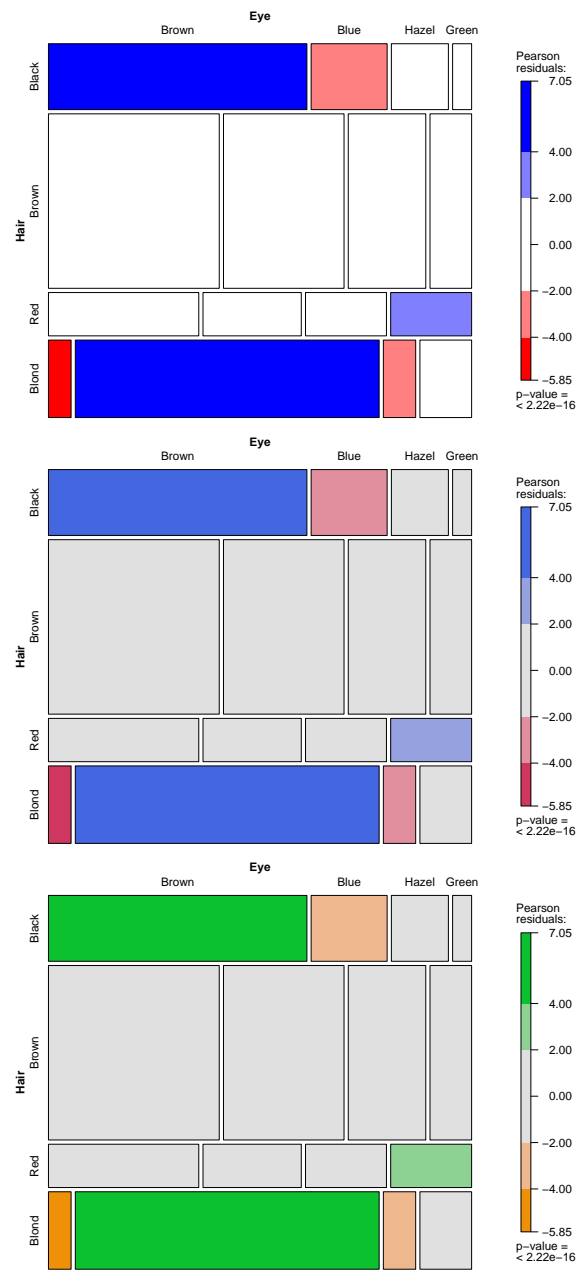 Eye
Brown Blue Hazel Green
Hair
Black
Brown
Red
Blond
Pearson
residuals:
7.05
4.00
2.00
0.00
−2.00
−4.00
−5.85
p−value =
< 2.22e−16
Eye
Brown Blue Hazel Green
Hair
Black
Brown
Red
Blond
Pearson
residuals:
7.05
4.00
2.00
0.00
−2.00
−4.00
−5.85
p−value =
< 2.22e−16
Eye
Brown Blue Hazel Green
Hair
Black
Brown
Red
Blond
Pearson
residuals:
7.05
4.00
2.00
0.00
−2.00
−4.00
−5.85
p−value =
< 2.22e−16